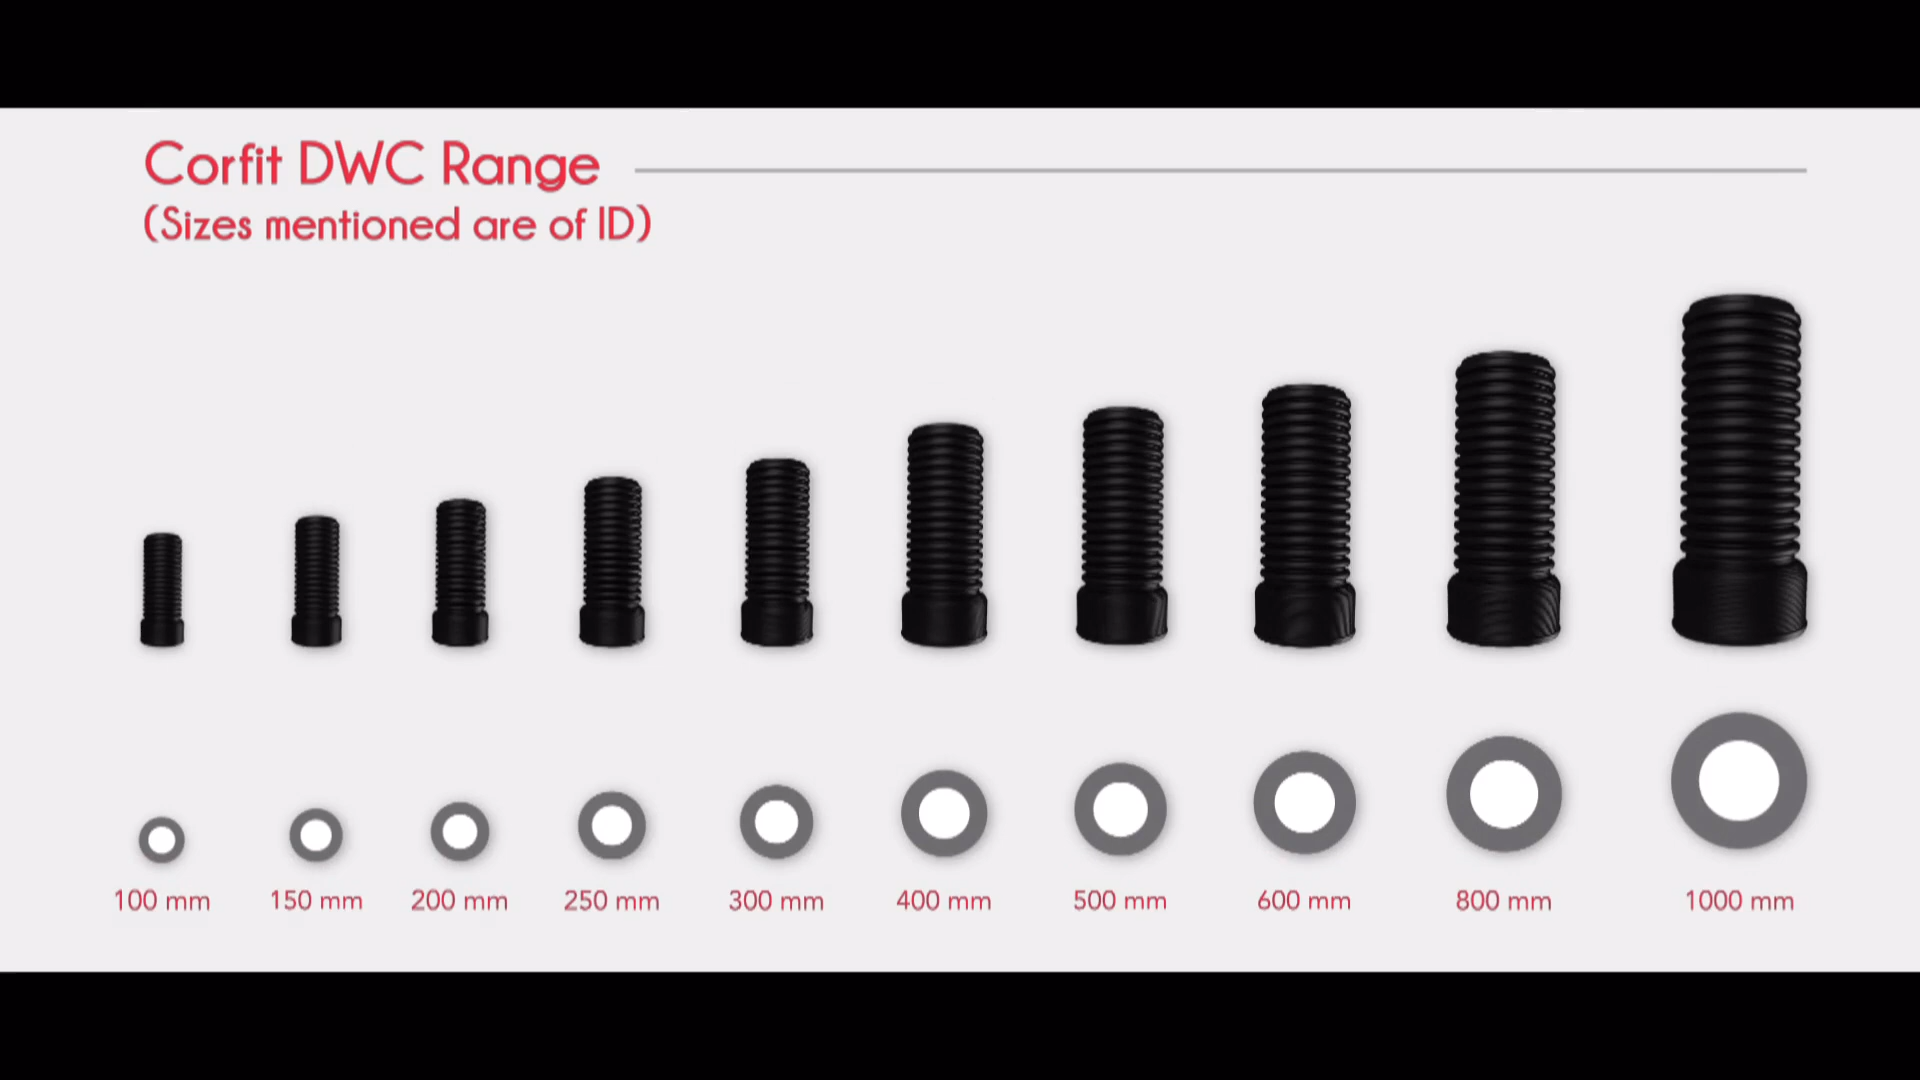 Corfit DWC Range
(Sizes mentioned are of ID)
100 mm
150 mm
200 mm
250 mm
300 mm
400 mm
500 mm
600 mm
800 mm
1000 mm